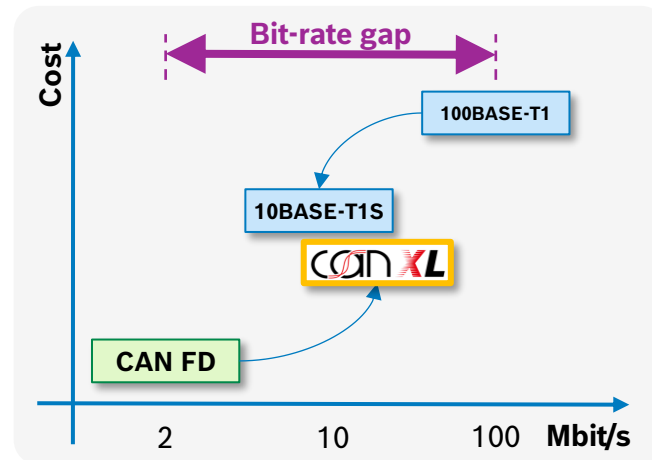 Bit-rate gap
Cost
100BASE-T1
10BASE-T1S
CAN XL
CAN FD
2 10 100 Mbit/s